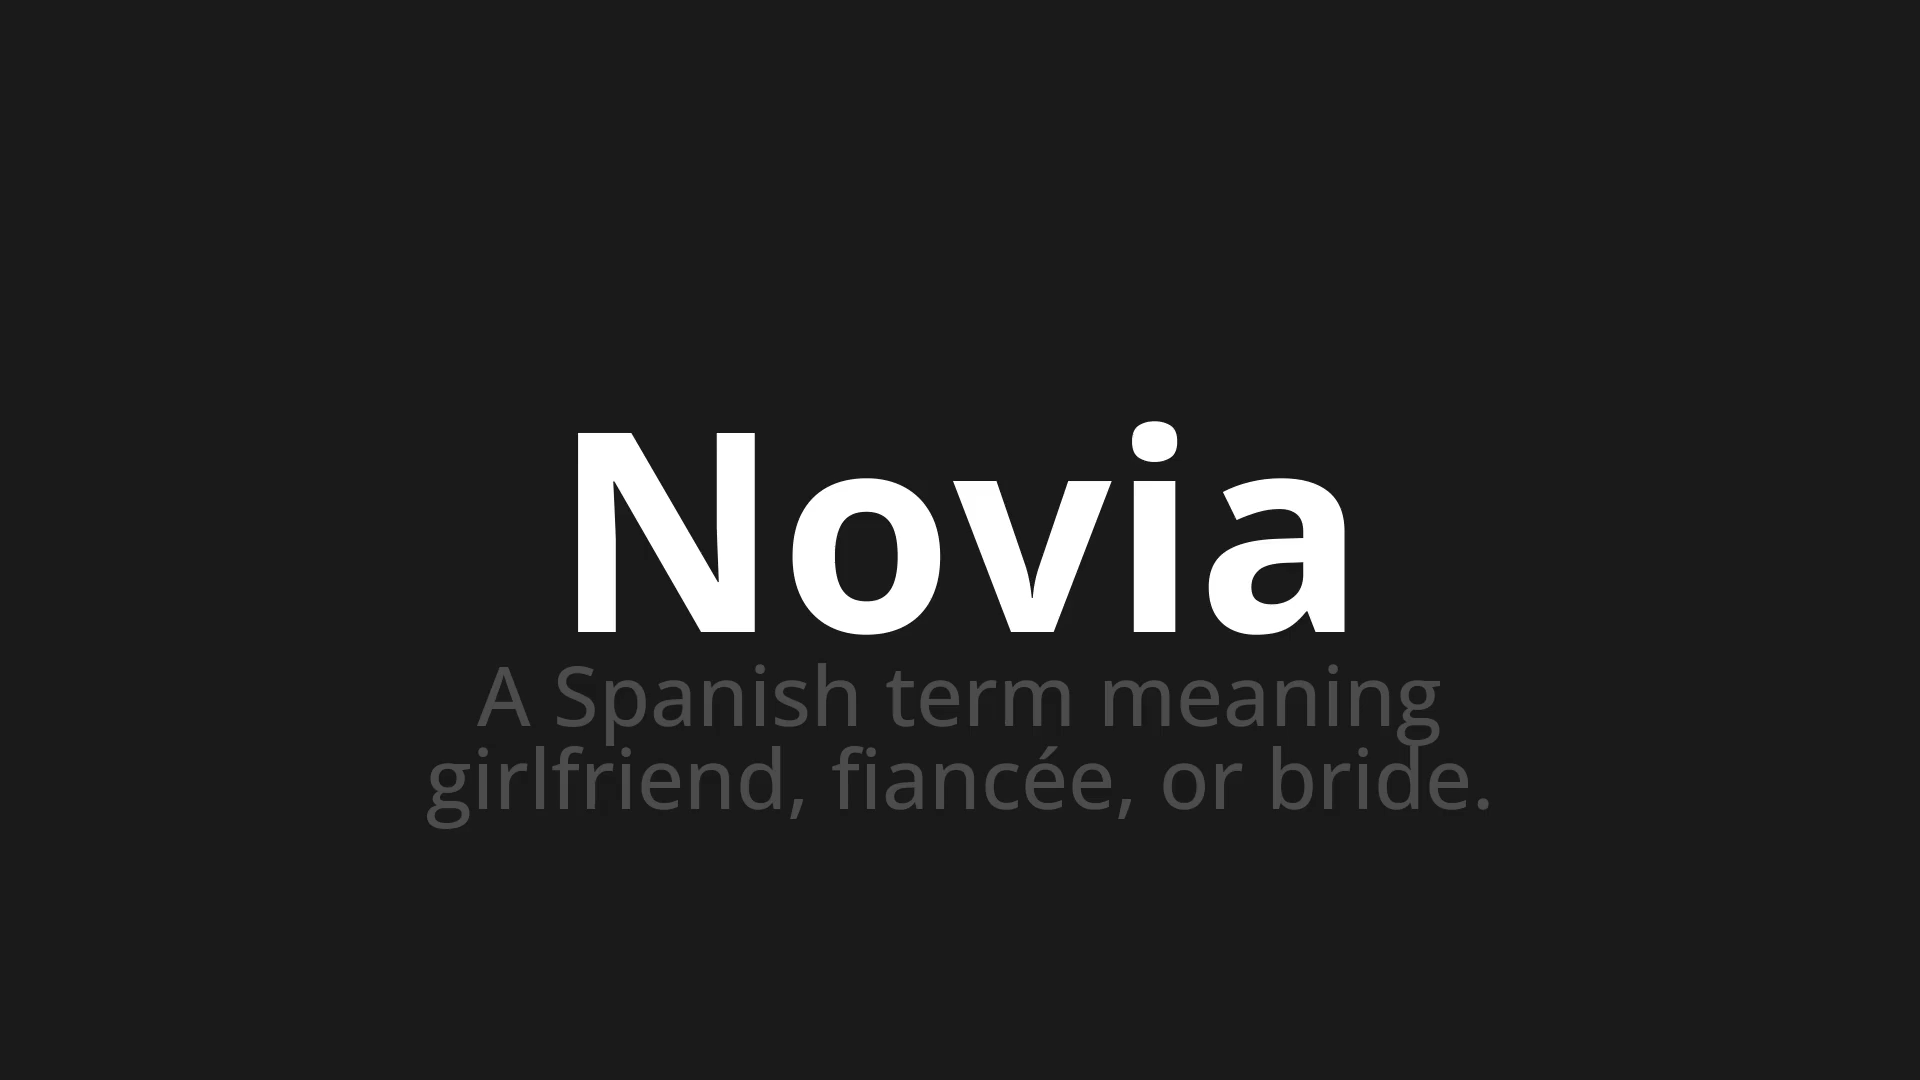 Novia
A Spanish term meaning
girlfriend, fiancée, or bride.